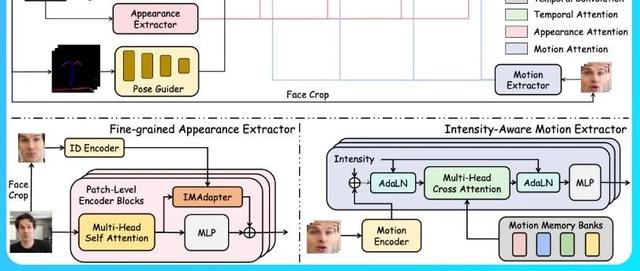 Temporal Convolution
Appearance
Extractor
Temporal Attention
Appearance Attention
Motion Attention
Pose Guider
Motion
Extractor
Face Crop
Fine-grained Appearance Extractor
Intensity-Aware Motion Extractor
ID Encoder
Face
Crop
Patch-Level
Encoder Blocks
IMAdapter
Multi-Head
Self Attention
MLP
Intensity
AdaLN
Multi-Head
Cross Attention
AdaLN
MLP
Motion
Encoder
Motion Memory Banks